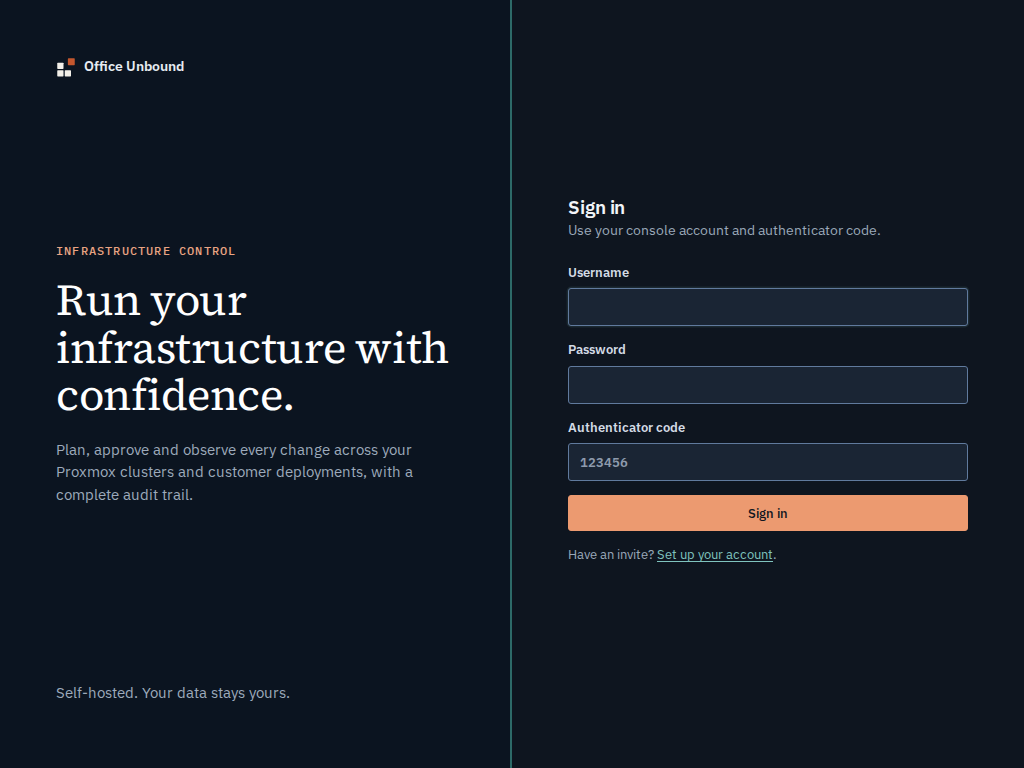 Office Unbound
INFRASTRUCTURE CONTROL
Run your
infrastructure with
confidence.
Plan, approve and observe every change across your
Proxmox clusters and customer deployments, with a
complete audit trail.
Self-hosted. Your data stays yours.
Sign in
Use your console account and authenticator code.
Username
Password
Authenticator code
123456
Sign in
Have an invite? Set up your account.